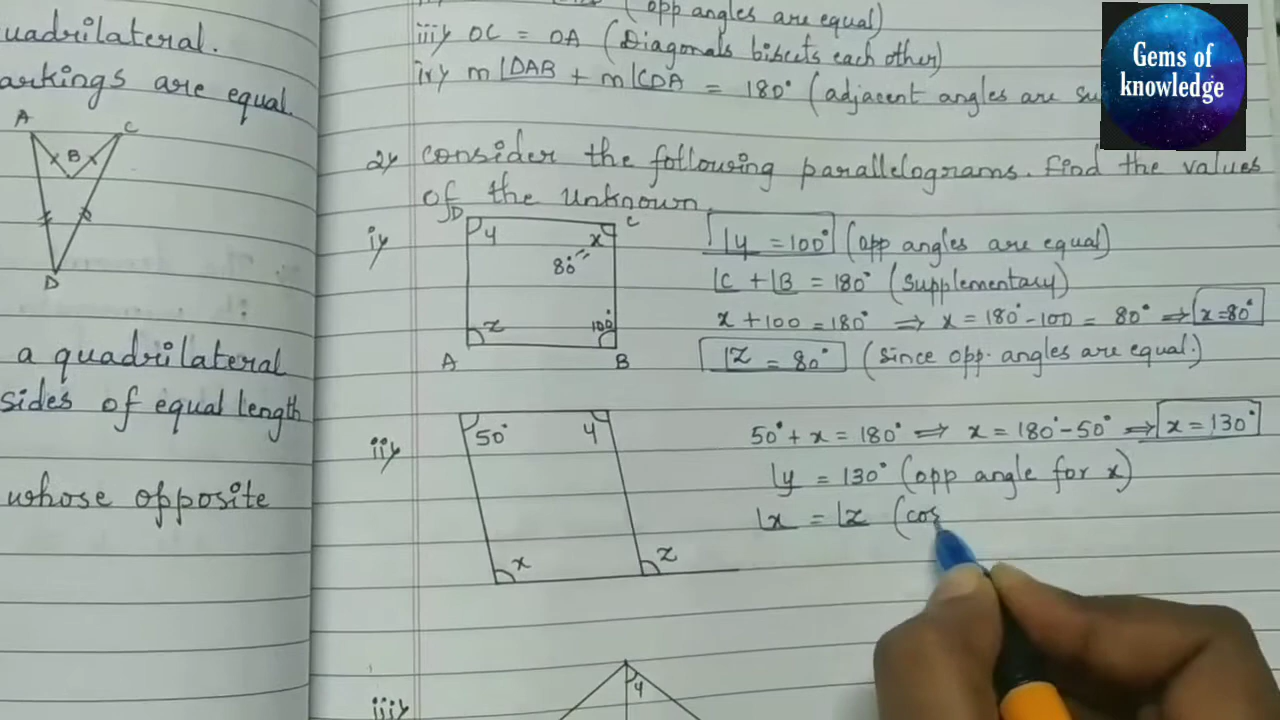 uadrilateral.
arkings are equal.
A
C
B
D
a quadrilateral
sides of equal length
whose opposite
(opp angles are equal)
iii) OC = OA (Diagonals bisects each other)
iv) m∠DAB + m∠CDA = 180° (adjacent angles are su
Gems of
knowledge
2) Consider the following parallelograms. Find the values
of the unknown.
i)
D
C
y
x
80°
z
100°
A
B
∠y = 100° (opp angles are equal)
∠C + ∠B = 180° (Supplementary)
x + 100 = 180° ⇒ x = 180° - 100 = 80° ⇒ x = 80°
∠z = 80° (since opp. angles are equal.)
ii)
50°
y
x
z
50° + x = 180° ⇒ x = 180° - 50° ⇒ x = 130°
∠y = 130° (opp angle for x)
∠x = ∠z (cos
iii)
y